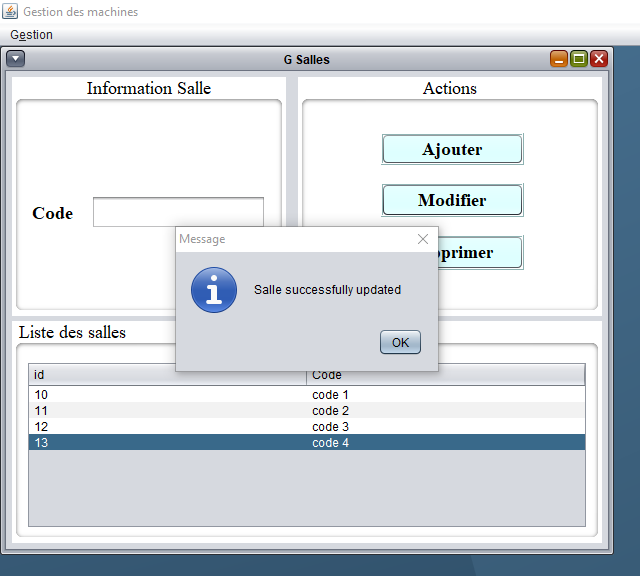 Gestion des machines
Gestion
G Salles
Information Salle
Actions
Ajouter
Code
Modifier
Message
primer
Salle successfully updated
OK
Liste des salles
id Code
10 code 1
11 code 2
12 code 3
13 code 4